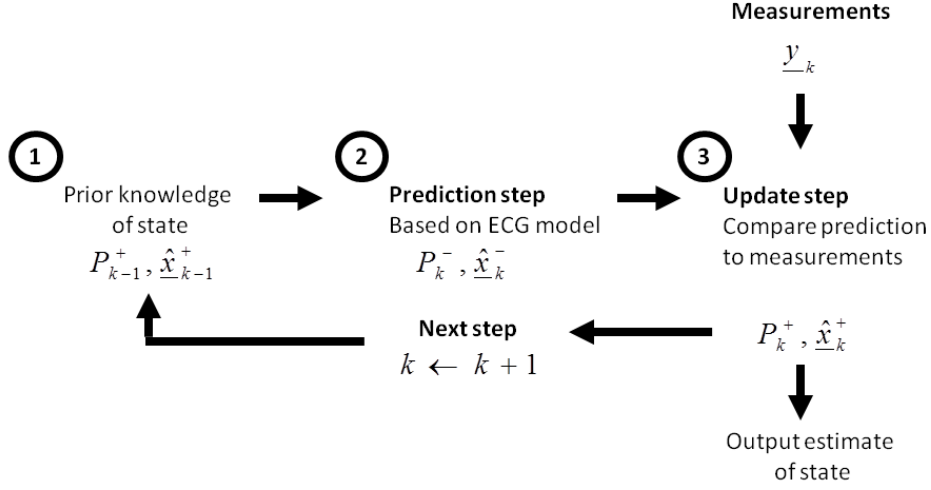 Measurements
y_k
1
2
3
Prior knowledge
of state
P⁺_{k−1}, x̂⁺_{k−1}
Prediction step
Based on ECG model
P⁻_k, x̂⁻_k
Update step
Compare prediction
to measurements
Next step
k ← k + 1
P⁺_k, x̂⁺_k
Output estimate
of state